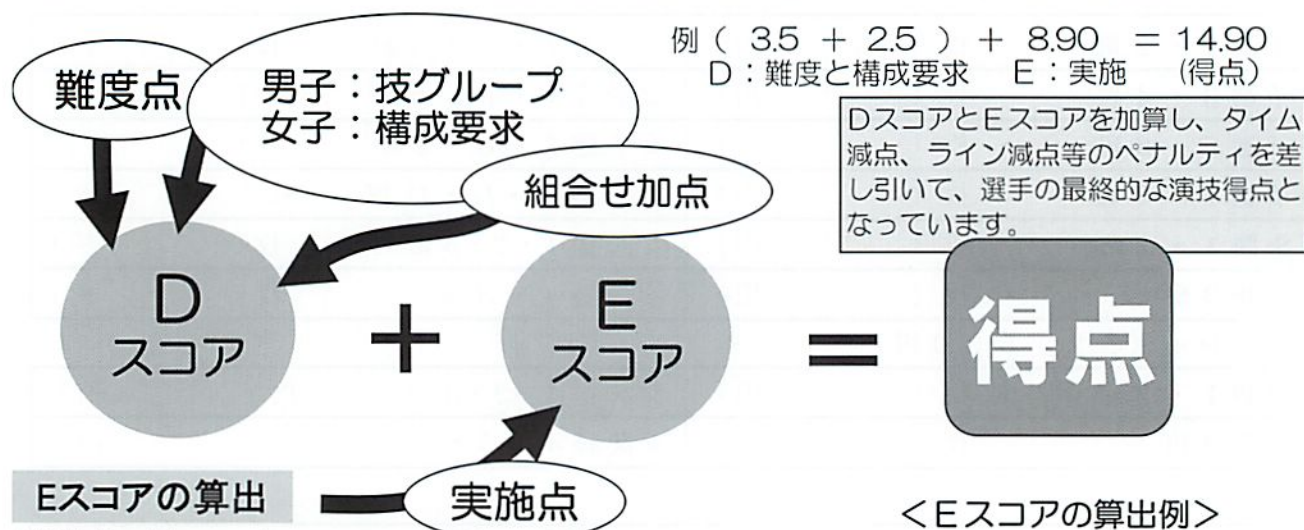 例（ 3.5 ＋ 2.5 ）＋ 8.90 ＝ 14.90
D：難度と構成要求 E：実施 （得点）
難度点
男子：技グループ
女子：構成要求
組合せ加点
DスコアとEスコアを加算し、タイム
減点、ライン減点等のペナルティを差
し引いて、選手の最終的な演技得点と
なっています。
D
スコア
＋
E
スコア
＝
得点
Eスコアの算出
実施点
＜Eスコアの算出例＞